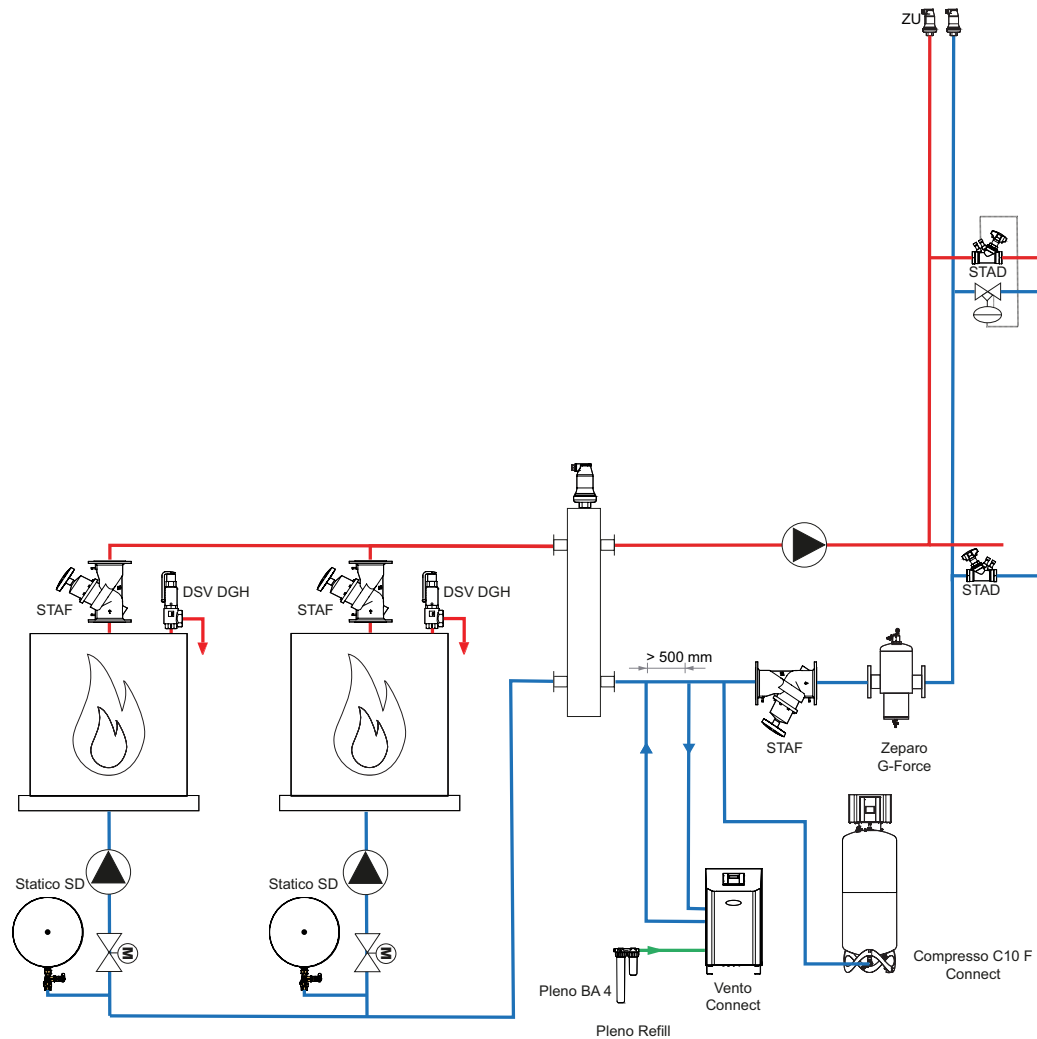 ZU
STAD
STAD
DSV DGH
DSV DGH
STAF
STAF
> 500 mm
STAF
Zeparo
G-Force
Statico SD
Statico SD
M
M
Compresso C10 F
Connect
Pleno BA 4
Vento
Connect
Pleno Refill